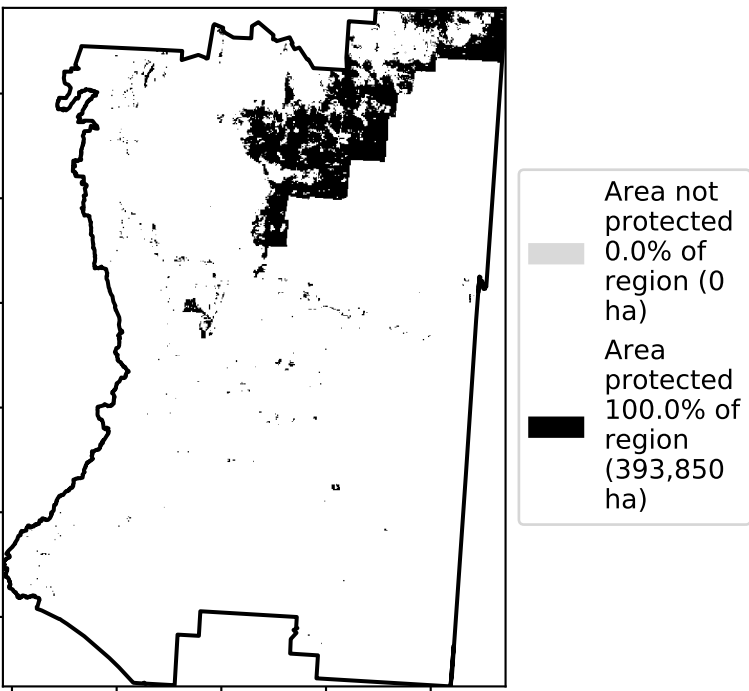 Area not
protected
0.0% of
region (0
ha)
Area
protected
100.0% of
region
(393,850
ha)